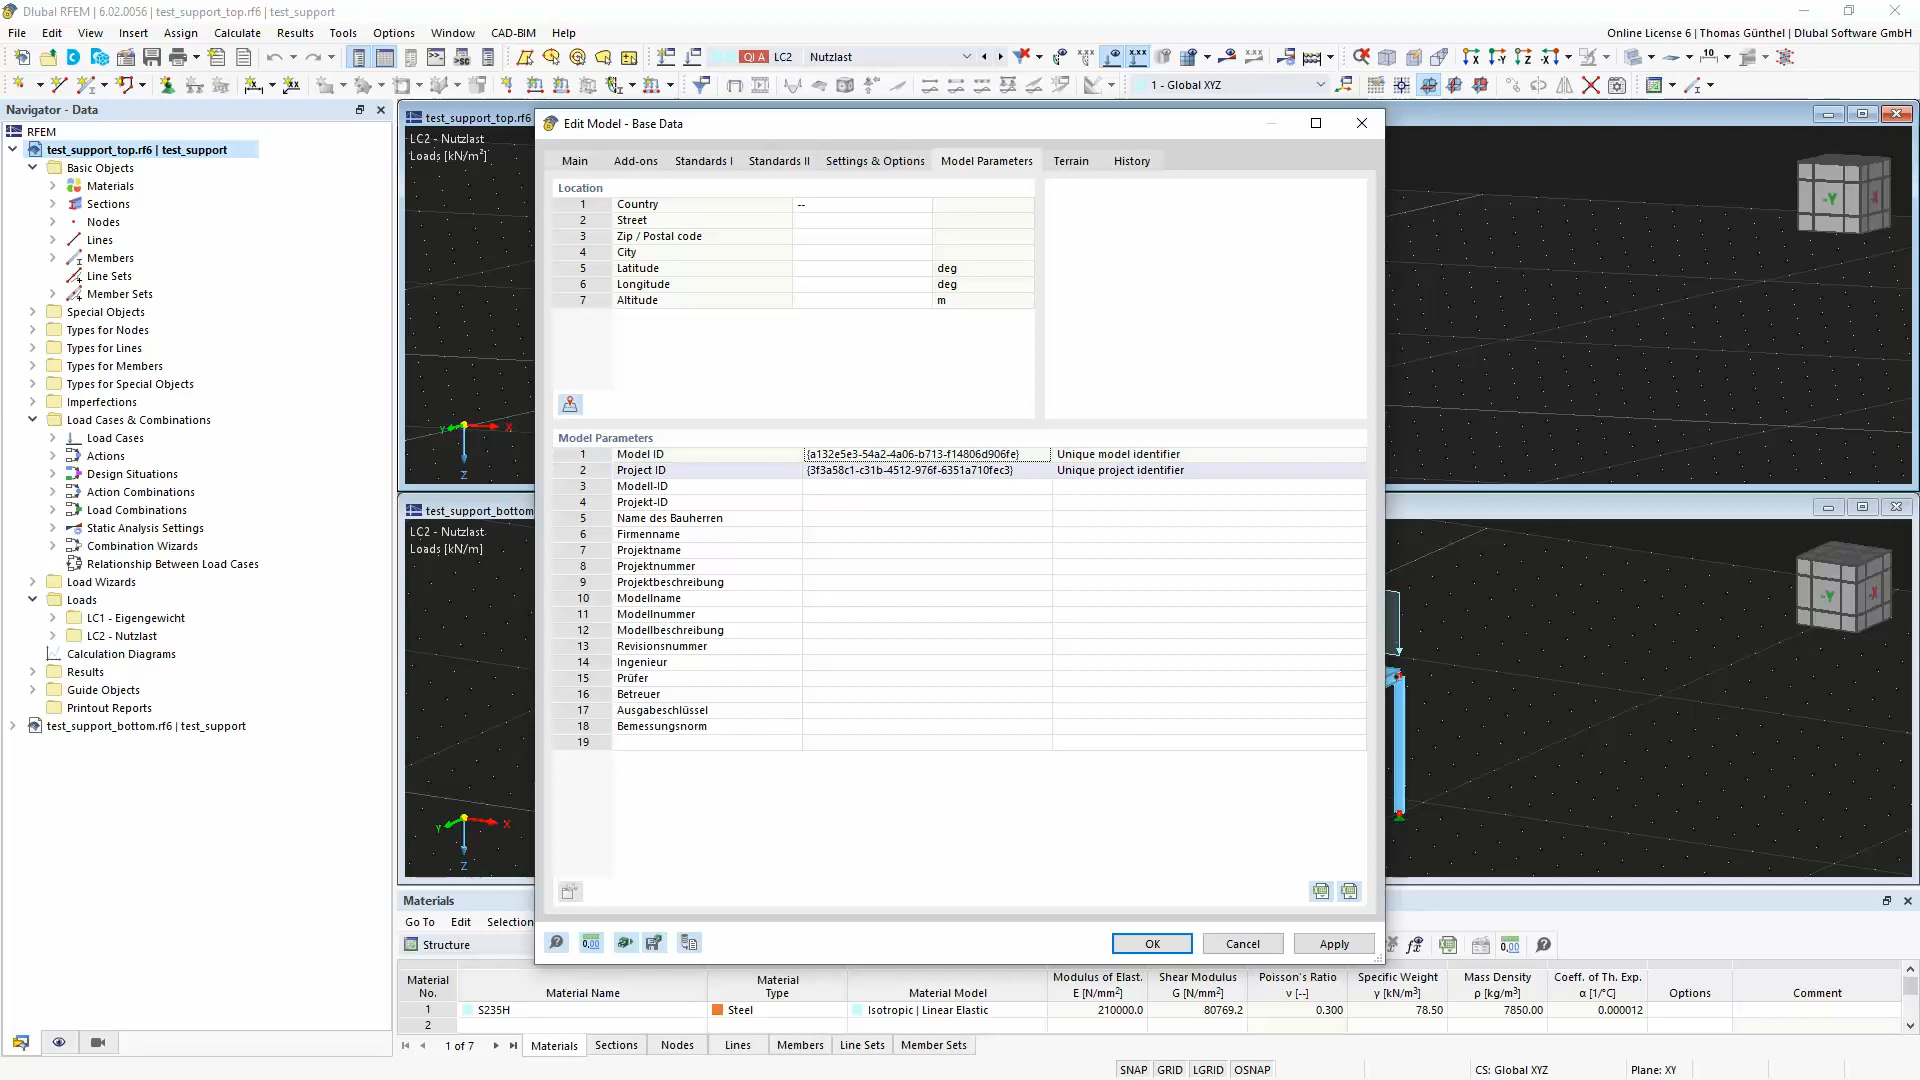 Dlubal RFEM | 6.02.0056 | test_support_top.rf6 | test_support
File Edit View Insert Assign Calculate Results Tools Options Window CAD-BIM Help
Online License 6 | Thomas Günthel | Dlubal Software GmbH
QI A LC2 Nutzlast
1 - Global XYZ
Navigator - Data
RFEM
test_support_top.rf6 | test_support
Basic Objects
Materials
Sections
Nodes
Lines
Members
Line Sets
Member Sets
Special Objects
Types for Nodes
Types for Lines
Types for Members
Types for Special Objects
Imperfections
Load Cases & Combinations
Load Cases
Actions
Design Situations
Action Combinations
Load Combinations
Static Analysis Settings
Combination Wizards
Relationship Between Load Cases
Load Wizards
Loads
LC1 - Eigengewicht
LC2 - Nutzlast
Calculation Diagrams
Results
Guide Objects
Printout Reports
test_support_bottom.rf6 | test_support
test_support_top.rf6
LC2 - Nutzlast
Loads [kN/m²]
Y X
Z
-Y X
test_support_bottom
LC2 - Nutzlast
Loads [kN/m]
Y X
Z
-Y -X
Edit Model - Base Data
Main Add-ons Standards I Standards II Settings & Options Model Parameters Terrain History
Location
1 Country --
2 Street
3 Zip / Postal code
4 City
5 Latitude deg
6 Longitude deg
7 Altitude m
Model Parameters
1 Model ID {a132e5e3-54a2-4a06-b713-f14806d906fe} Unique model identifier
2 Project ID {3f3a58c1-c31b-4512-976f-6351a710fec3} Unique project identifier
3 Modell-ID
4 Projekt-ID
5 Name des Bauherren
6 Firmenname
7 Projektname
8 Projektnummer
9 Projektbeschreibung
10 Modellname
11 Modellnummer
12 Modellbeschreibung
13 Revisionsnummer
14 Ingenieur
15 Prüfer
16 Betreuer
17 Ausgabeschlüssel
18 Bemessungsnorm
19
OK Cancel Apply
Materials
Go To Edit Selection
Structure
Material No. Material Name Material Type Material Model Modulus of Elast. E [N/mm²] Shear Modulus G [N/mm²] Poisson's Ratio ν [--] Specific Weight γ [kN/m³] Mass Density ρ [kg/m³] Coeff. of Th. Exp. α [1/°C] Options Comment
1 S235H Steel Isotropic | Linear Elastic 210000.0 80769.2 0.300 78.50 7850.00 0.000012
2
1 of 7 Materials Sections Nodes Lines Members Line Sets Member Sets
SNAP GRID LGRID OSNAP CS: Global XYZ Plane: XY